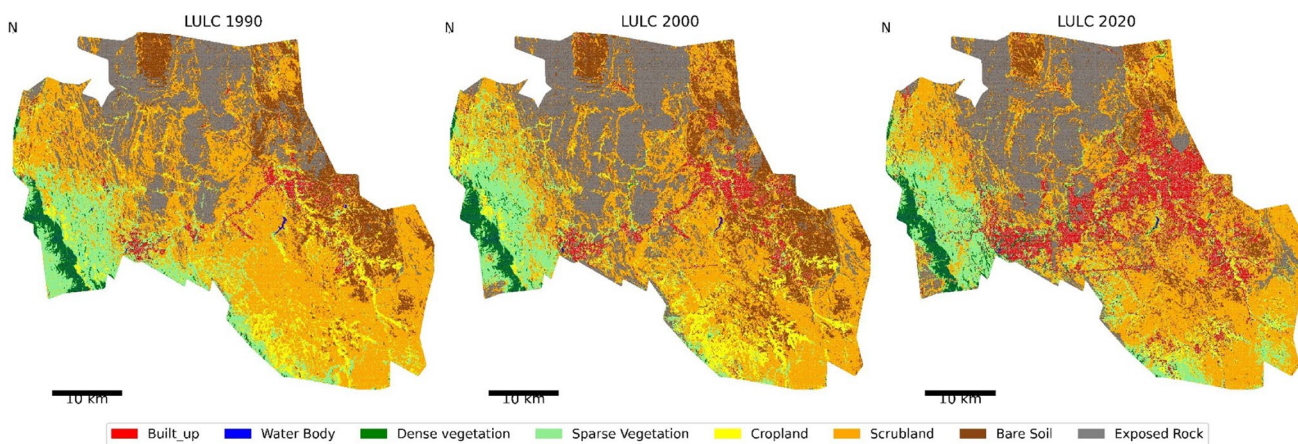 LULC 1990
LULC 2000
LULC 2020
N
N
N
10 km
10 km
10 km
Built_up
Water Body
Dense vegetation
Sparse Vegetation
Cropland
Scrubland
Bare Soil
Exposed Rock